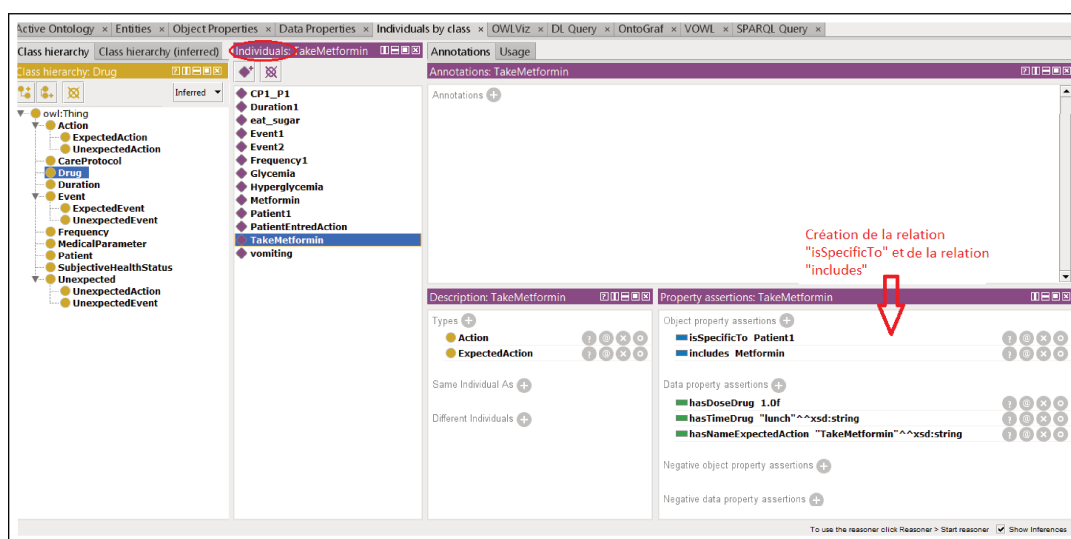 Active Ontology × Entities × Object Properties × Data Properties × Individuals by class × OWLViz × DL Query × OntoGraf × VOWL × SPARQL Query ×
Class hierarchy Class hierarchy (inferred)
Class hierarchy: Drug
Inferred
owl:Thing
Action
ExpectedAction
UnexpectedAction
CareProtocol
Drug
Duration
Event
ExpectedEvent
UnexpectedEvent
Frequency
MedicalParameter
Patient
SubjectiveHealthStatus
Unexpected
UnexpectedAction
UnexpectedEvent
Individuals: TakeMetformin
CP1_P1
Duration1
eat_sugar
Event1
Event2
Frequency1
Glycemia
Hyperglycemia
Metformin
Patient1
PatientEntredAction
TakeMetformin
vomiting
Annotations Usage
Annotations: TakeMetformin
Annotations
Création de la relation
"isSpecificTo" et de la relation
"includes"
Description: TakeMetformin
Types
Action
ExpectedAction
Same Individual As
Different Individuals
Property assertions: TakeMetformin
Object property assertions
isSpecificTo Patient1
includes Metformin
Data property assertions
hasDoseDrug 1.0f
hasTimeDrug "lunch"^^xsd:string
hasNameExpectedAction "TakeMetformin"^^xsd:string
Negative object property assertions
Negative data property assertions
To use the reasoner click Reasoner > Start reasoner Show Inferences